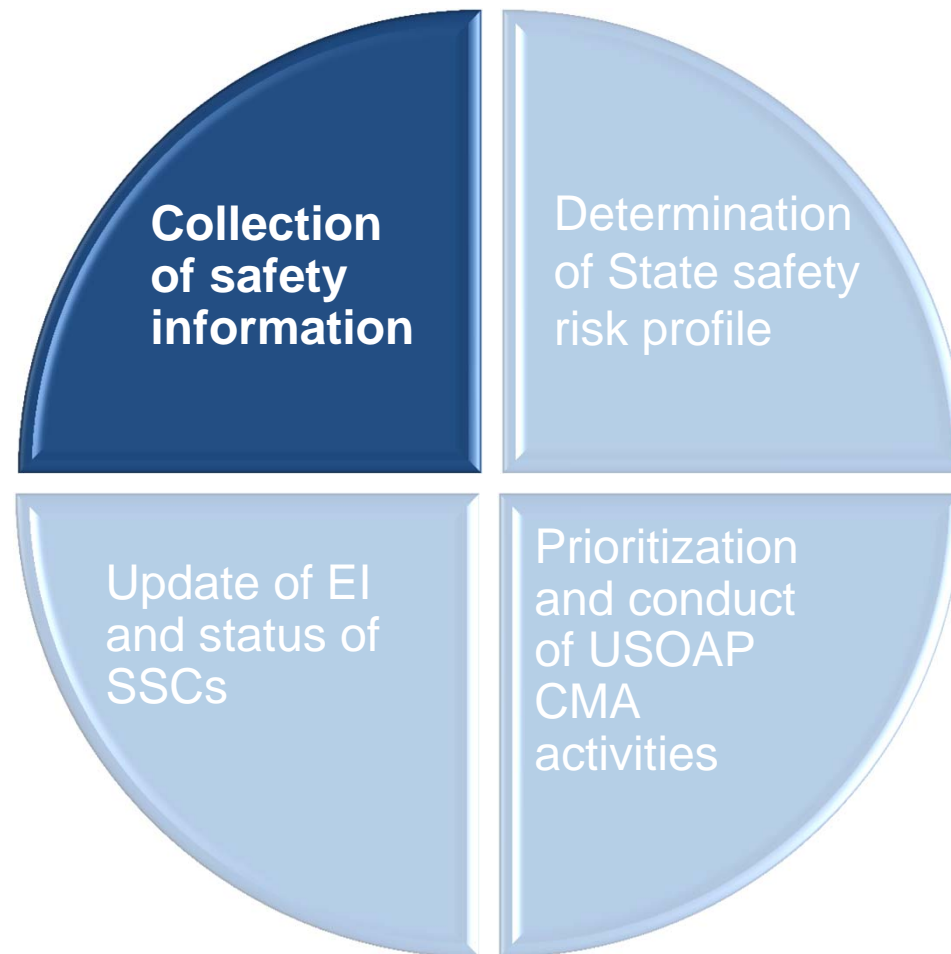 Collection
of safety
information
Determination
of State safety
risk profile
Update of EI
and status of
SSCs
Prioritization
and conduct
of USOAP
CMA
activities